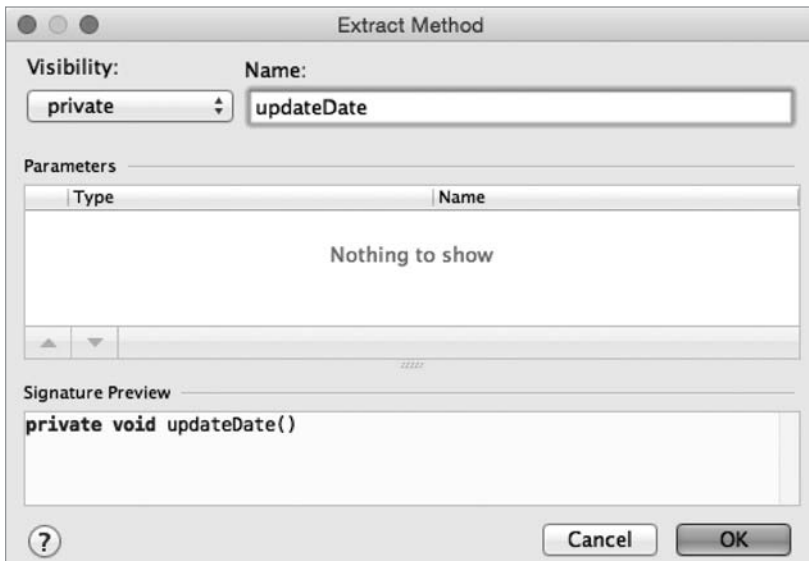 Extract Method
Visibility:
Name:
private
updateDate
Parameters
Type
Name
Nothing to show
Signature Preview
private void updateDate()
?
Cancel
OK